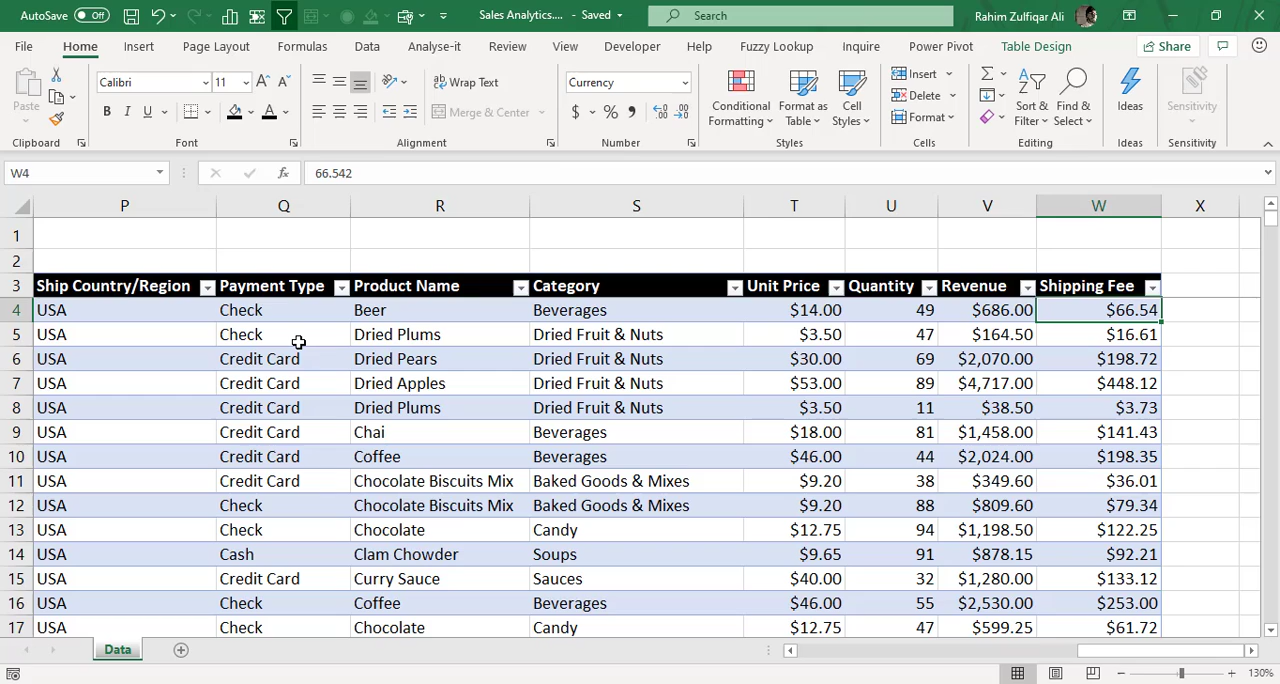 AutoSave Off Sales Analytics.... - Saved Search Rahim Zulfiqar Ali
File Home Insert Page Layout Formulas Data Analyse-it Review View Developer Help Fuzzy Lookup Inquire Power Pivot Table Design Share
Paste Calibri 11 A A Wrap Text Currency Conditional Formatting Format as Table Cell Styles Insert Delete Format Sort & Filter Find & Select Ideas Sensitivity
B I U A Merge & Center $ % ,
Clipboard Font Alignment Number Styles Cells Editing Ideas Sensitivity
W4 fx 66.542
P Q R S T U V W X
1
2
3 Ship Country/Region Payment Type Product Name Category Unit Price Quantity Revenue Shipping Fee
4 USA Check Beer Beverages $14.00 49 $686.00 $66.54
5 USA Check Dried Plums Dried Fruit & Nuts $3.50 47 $164.50 $16.61
6 USA Credit Card Dried Pears Dried Fruit & Nuts $30.00 69 $2,070.00 $198.72
7 USA Credit Card Dried Apples Dried Fruit & Nuts $53.00 89 $4,717.00 $448.12
8 USA Credit Card Dried Plums Dried Fruit & Nuts $3.50 11 $38.50 $3.73
9 USA Credit Card Chai Beverages $18.00 81 $1,458.00 $141.43
10 USA Credit Card Coffee Beverages $46.00 44 $2,024.00 $198.35
11 USA Credit Card Chocolate Biscuits Mix Baked Goods & Mixes $9.20 38 $349.60 $36.01
12 USA Check Chocolate Biscuits Mix Baked Goods & Mixes $9.20 88 $809.60 $79.34
13 USA Check Chocolate Candy $12.75 94 $1,198.50 $122.25
14 USA Cash Clam Chowder Soups $9.65 91 $878.15 $92.21
15 USA Credit Card Curry Sauce Sauces $40.00 32 $1,280.00 $133.12
16 USA Check Coffee Beverages $46.00 55 $2,530.00 $253.00
17 USA Check Chocolate Candy $12.75 47 $599.25 $61.72
Data
130%